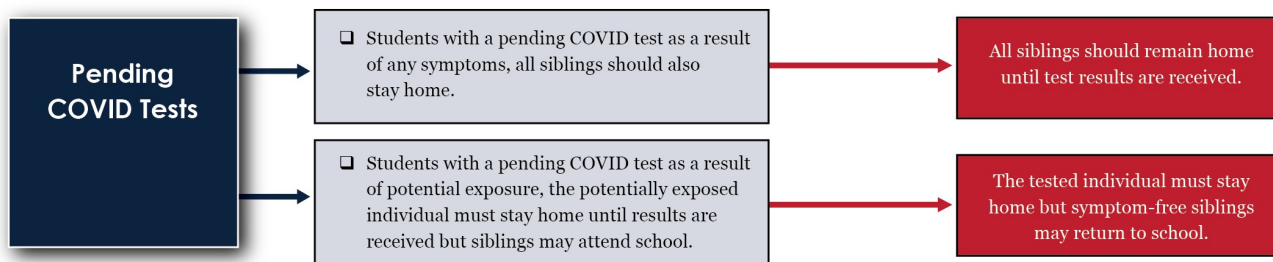 Pending
COVID Tests
❑ Students with a pending COVID test as a result
of any symptoms, all siblings should also
stay home.
All siblings should remain home
until test results are received.
❑ Students with a pending COVID test as a result
of potential exposure, the potentially exposed
individual must stay home until results are
received but siblings may attend school.
The tested individual must stay
home but symptom-free siblings
may return to school.